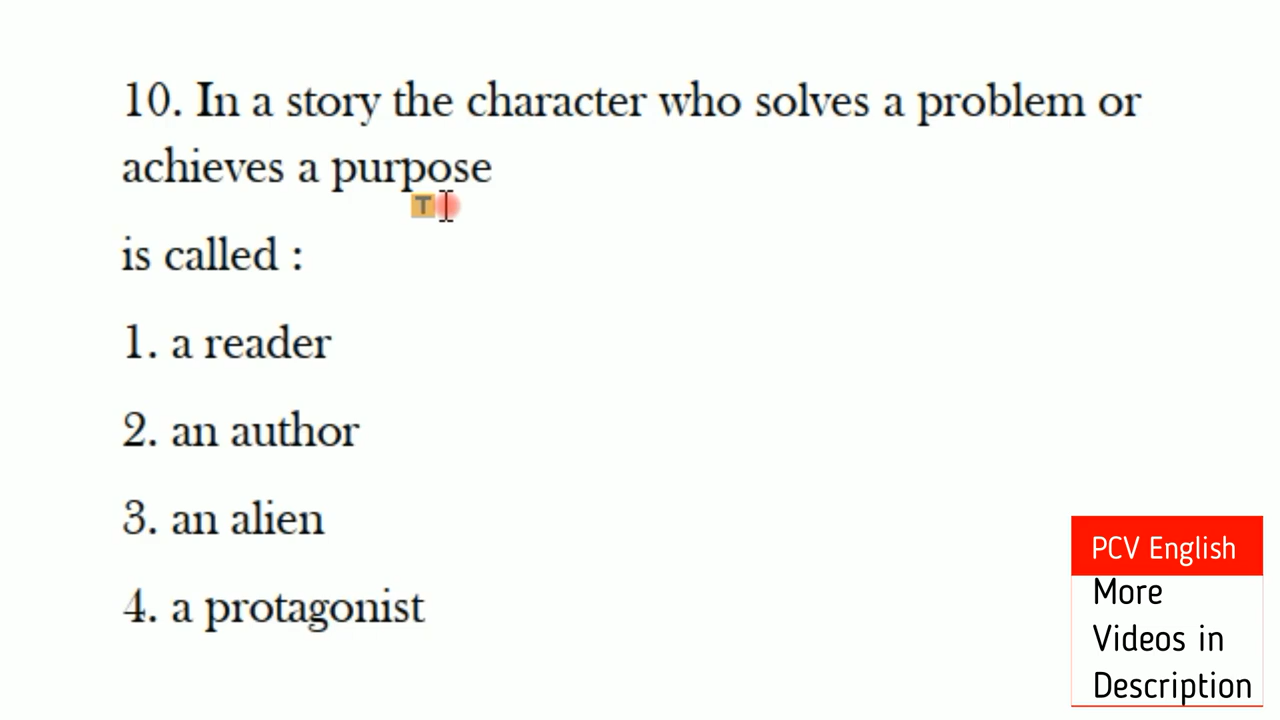 10. In a story the character who solves a problem or
achieves a purpose
T
is called :
1. a reader
2. an author
3. an alien
4. a protagonist
PCV English
More
Videos in
Description